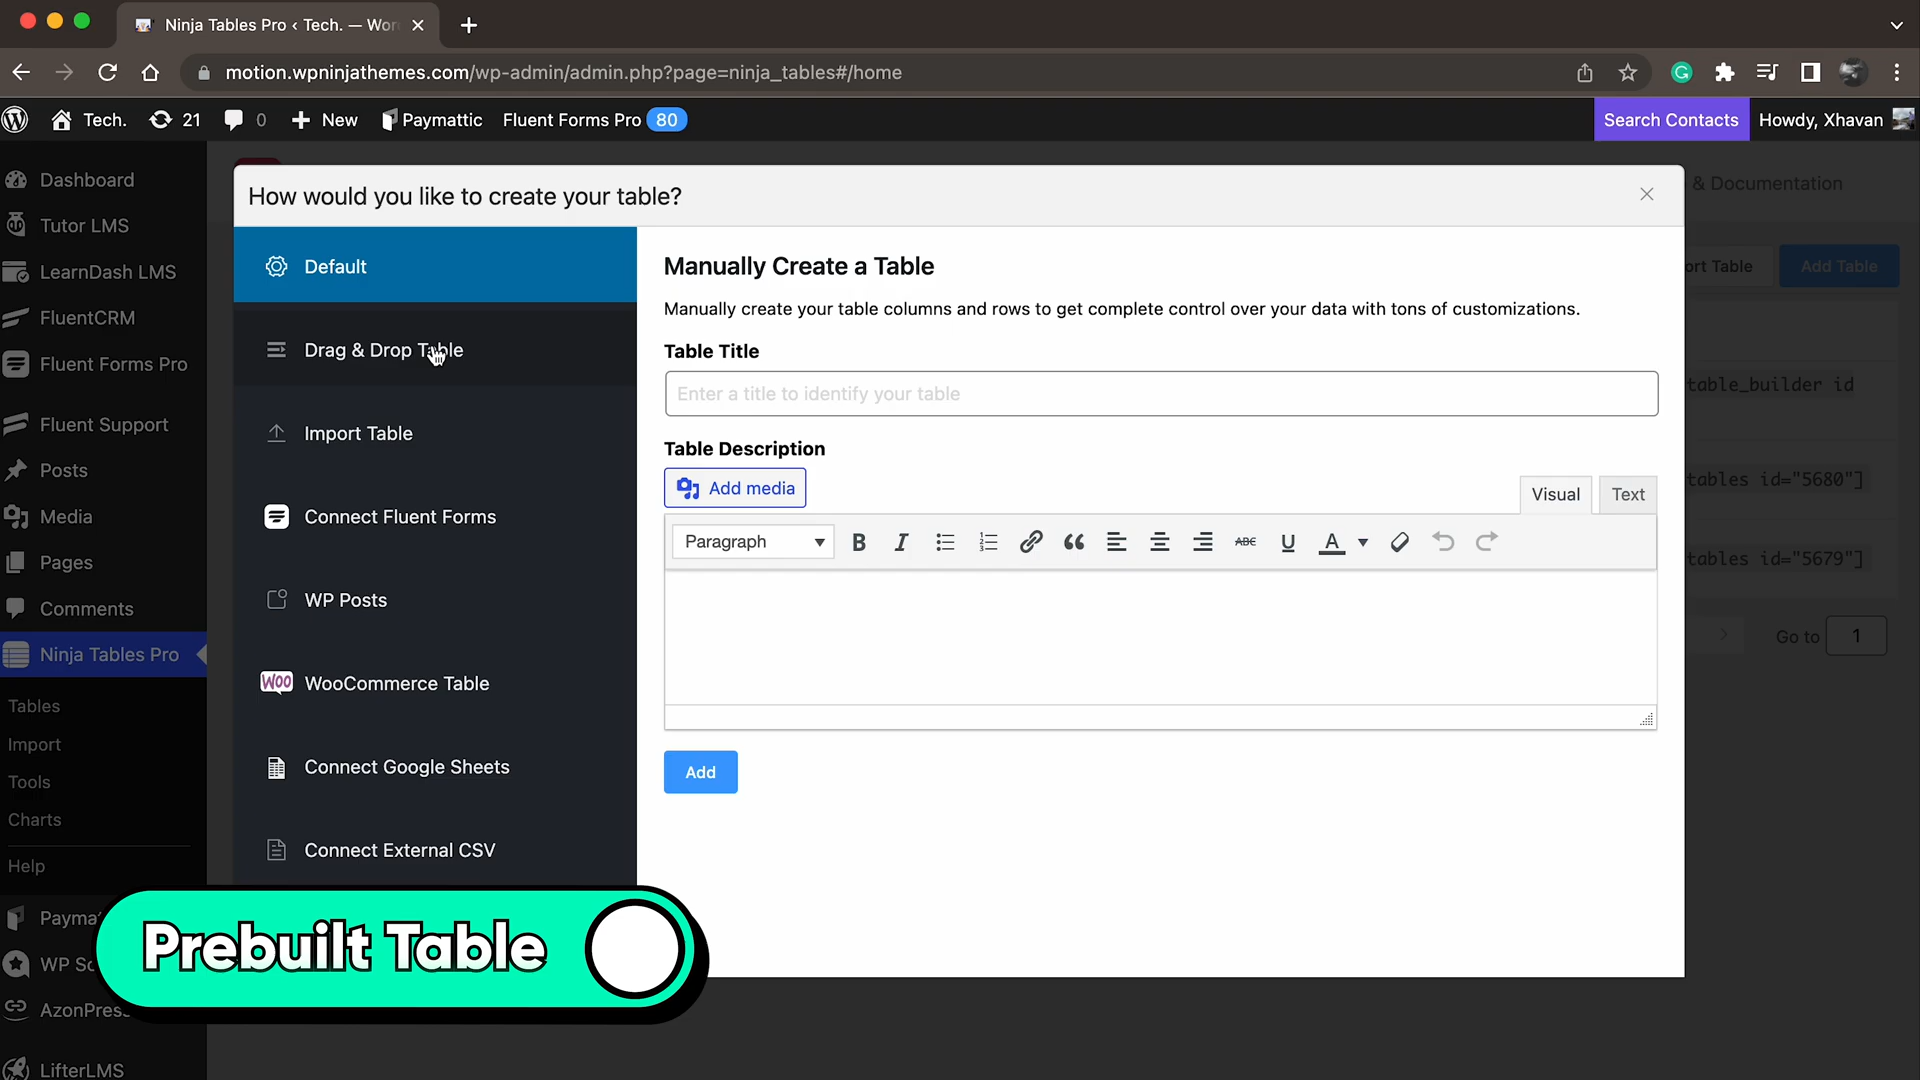 Ninja Tables Pro ‹ Tech. — Wor
motion.wpninjathemes.com/wp-admin/admin.php?page=ninja_tables#/home
Tech.
21
0
New
Paymattic
Fluent Forms Pro
80
Search Contacts
Howdy, Xhavan
Dashboard
Tutor LMS
LearnDash LMS
FluentCRM
Fluent Forms Pro
Fluent Support
Posts
Media
Pages
Comments
Ninja Tables Pro
Tables
Import
Tools
Charts
Help
Payma
WP Sc
AzonPress
LifterLMS
How would you like to create your table?
Default
Drag & Drop Table
Import Table
Connect Fluent Forms
WP Posts
Woo WooCommerce Table
Connect Google Sheets
Connect External CSV
Manually Create a Table
Manually create your table columns and rows to get complete control over your data with tons of customizations.
Table Title
Enter a title to identify your table
Table Description
Add media
Visual
Text
Paragraph
B
I
ABC
U
A
Add
& Documentation
ort Table
Add Table
table_builder id
tables id="5680"]
tables id="5679"]
Go to
1
Prebuilt Table